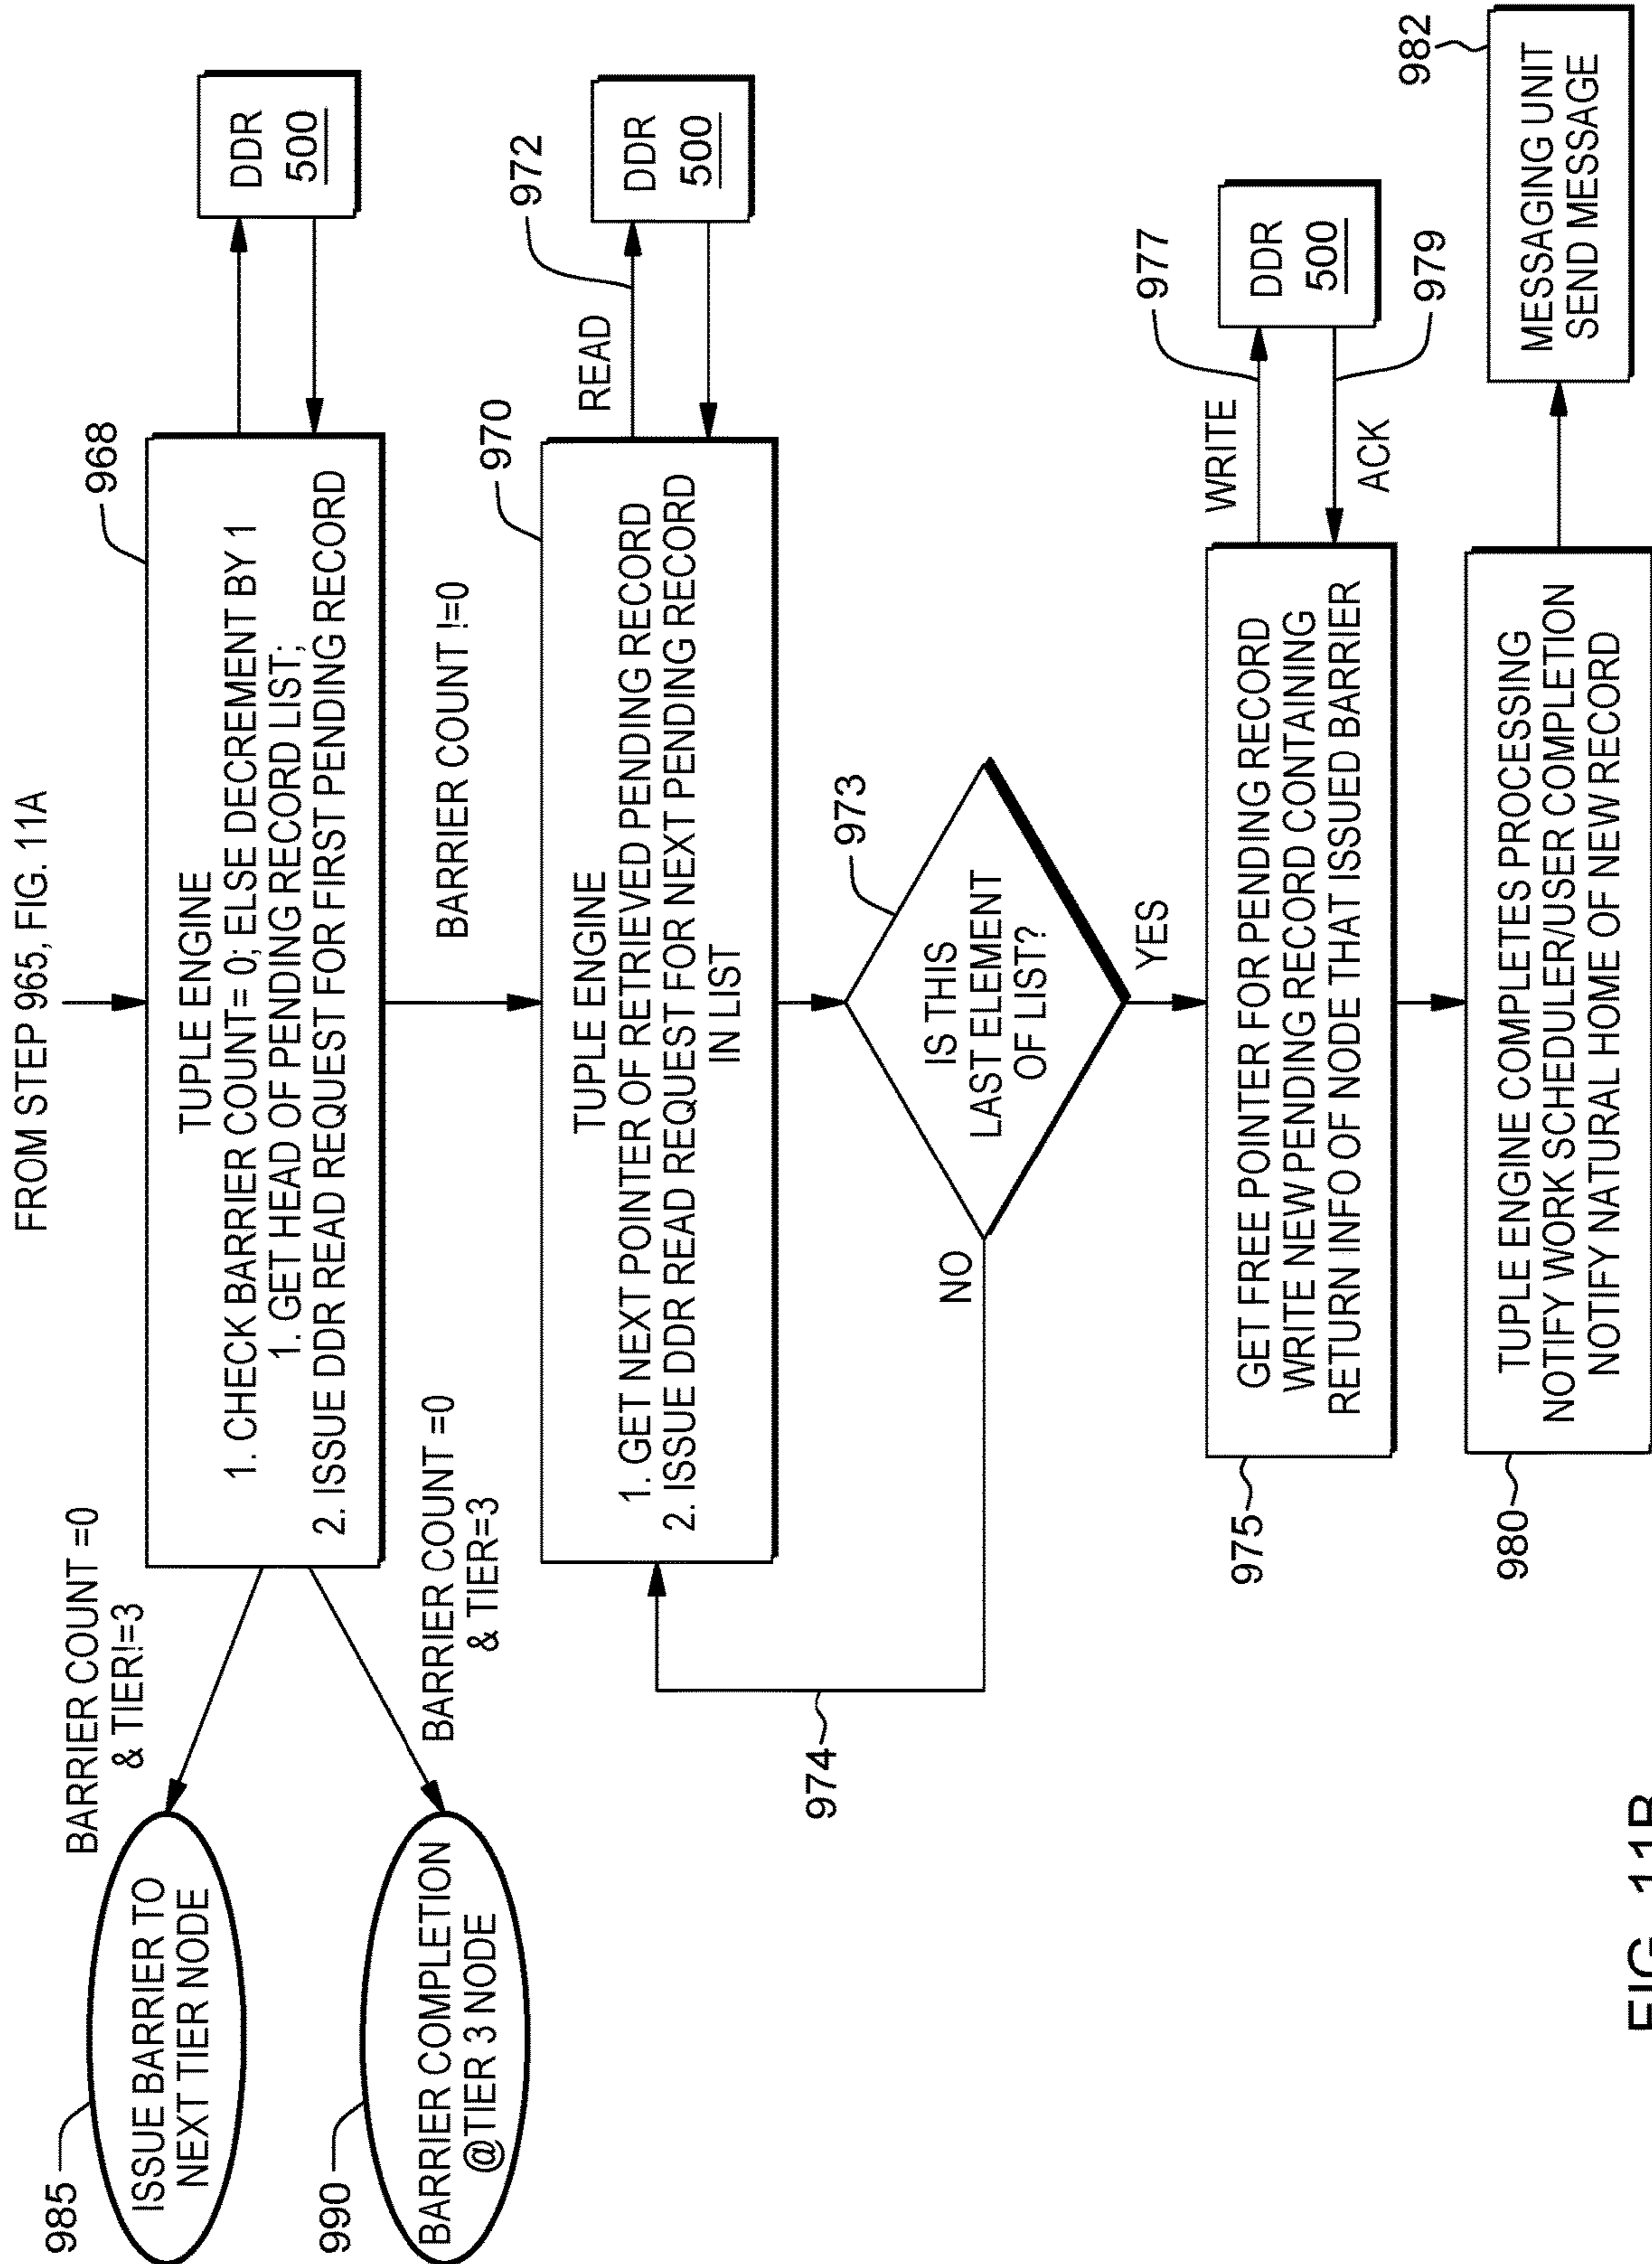 FROM STEP 965, FIG. 11A
968
TUPLE ENGINE
1. CHECK BARRIER COUNT= 0; ELSE DECREMENT BY 1
1. GET HEAD OF PENDING RECORD LIST;
2. ISSUE DDR READ REQUEST FOR FIRST PENDING RECORD
DDR
500
BARRIER COUNT =0
& TIER!=3
985
ISSUE BARRIER TO
NEXT TIER NODE
BARRIER COUNT =0
& TIER=3
990
BARRIER COMPLETION
@TIER 3 NODE
BARRIER COUNT !=0
970
TUPLE ENGINE
1. GET NEXT POINTER OF RETRIEVED PENDING RECORD
2. ISSUE DDR READ REQUEST FOR NEXT PENDING RECORD
IN LIST
READ
972
DDR
500
973
IS THIS
LAST ELEMENT
OF LIST?
NO
974
YES
975
GET FREE POINTER FOR PENDING RECORD
WRITE NEW PENDING RECORD CONTAINING
RETURN INFO OF NODE THAT ISSUED BARRIER
WRITE
977
DDR
500
ACK
979
980
TUPLE ENGINE COMPLETES PROCESSING
NOTIFY WORK SCHEDULER/USER COMPLETION
NOTIFY NATURAL HOME OF NEW RECORD
982
MESSAGING UNIT
SEND MESSAGE
FIG. 11B